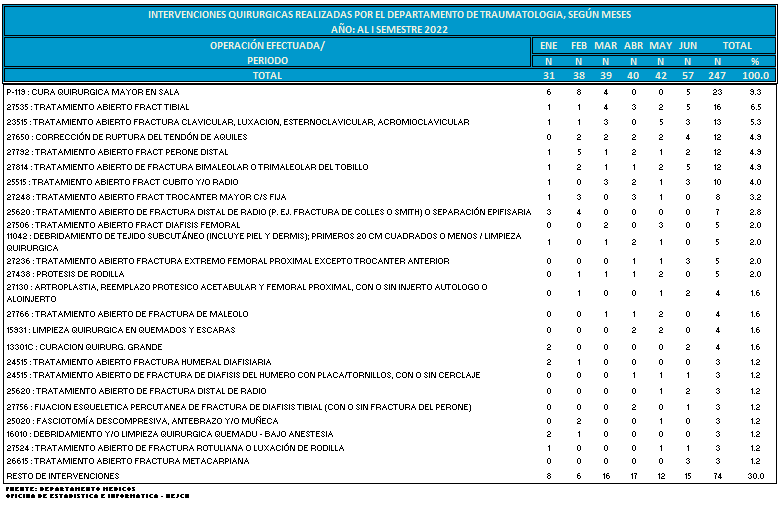 INTERVENCIONES QUIRURGICAS REALIZADAS POR EL DEPARTAMENTO DE TRAUMATOLOGIA, SEGÚN MESES
AÑO: AL I SEMESTRE 2022
OPERACIÓN EFECTUADA/ ENE FEB MAR ABR MAY JUN TOTAL
PERIODO N N N N N N N %
TOTAL 31 38 39 40 42 57 247 100.0
P-119 : CURA QUIRURGICA MAYOR EN SALA 6 8 4 0 0 5 23 9.3
27535 : TRATAMIENTO ABIERTO FRACT TIBIAL 1 1 4 3 2 5 16 6.5
23515 : TRATAMIENTO ABIERTO FRACTURA CLAVICULAR, LUXACION, ESTERNOCLAVICULAR, ACROMIOCLAVICULAR 1 1 3 0 5 3 13 5.3
27650 : CORRECCIÓN DE RUPTURA DEL TENDÓN DE AQUILES 0 2 2 2 2 4 12 4.9
27792 : TRATAMIENTO ABIERTO FRACT PERONE DISTAL 1 5 1 2 1 2 12 4.9
27814 : TRATAMIENTO ABIERTO DE FRACTURA BIMALEOLAR O TRIMALEOLAR DEL TOBILLO 1 2 1 1 2 5 12 4.9
25515 : TRATAMIENTO ABIERTO FRACT CUBITO Y/O RADIO 1 0 3 2 1 3 10 4.0
27248 : TRATAMIENTO ABIERTO FRACT TROCANTER MAYOR C/S FIJA 1 3 0 3 1 0 8 3.2
25620 : TRATAMIENTO ABIERTO DE FRACTURA DISTAL DE RADIO (P. EJ. FRACTURA DE COLLES O SMITH) O SEPARACIÓN EPIFISARIA 3 4 0 0 0 0 7 2.8
27506 : TRATAMIENTO ABIERTO FRACT DIAFISIS FEMORAL 0 0 2 0 3 0 5 2.0
11042 : DEBRIDAMIENTO DE TEJIDO SUBCUTÁNEO (INCLUYE PIEL Y DERMIS); PRIMEROS 20 CM CUADRADOS O MENOS / LIMPIEZA
QUIRURGICA 1 0 1 2 1 0 5 2.0
27236 : TRATAMIENTO ABIERTO FRACTURA EXTREMO FEMORAL PROXIMAL EXCEPTO TROCANTER ANTERIOR 0 0 0 1 1 3 5 2.0
27438 : PROTESIS DE RODILLA 0 1 1 1 2 0 5 2.0
27130 : ARTROPLASTIA, REEMPLAZO PROTESICO ACETABULAR Y FEMORAL PROXIMAL, CON O SIN INJERTO AUTOLOGO O
ALOINJERTO 0 1 0 0 1 2 4 1.6
27766 : TRATAMIENTO ABIERTO DE FRACTURA DE MALEOLO 0 0 1 1 2 0 4 1.6
15931 : LIMPIEZA QUIRURGICA EN QUEMADOS Y ESCARAS 0 0 0 2 2 0 4 1.6
13301C : CURACION QUIRURG. GRANDE 2 0 0 0 0 2 4 1.6
24515 : TRATAMIENTO ABIERTO FRACTURA HUMERAL DIAFISIARIA 2 1 0 0 0 0 3 1.2
24515 : TRATAMIENTO ABIERTO DE FRACTURA DE DIAFISIS DEL HUMERO CON PLACA/TORNILLOS, CON O SIN CERCLAJE 0 0 0 1 1 1 3 1.2
25620 : TRATAMIENTO ABIERTO DE FRACTURA DISTAL DE RADIO 0 0 0 0 1 2 3 1.2
27756 : FIJACION ESQUELETICA PERCUTANEA DE FRACTURA DE DIAFISIS TIBIAL (CON O SIN FRACTURA DEL PERONE) 0 0 0 2 0 1 3 1.2
25020 : FASCIOTOMÍA DESCOMPRESIVA, ANTEBRAZO Y/O MUÑECA 0 2 0 0 1 0 3 1.2
16010 : DEBRIDAMIENTO Y/O LIMPIEZA QUIRURGICA QUEMADU - BAJO ANESTESIA 2 1 0 0 0 0 3 1.2
27524 : TRATAMIENTO ABIERTO DE FRACTURA ROTULIANA O LUXACIÓN DE RODILLA 1 0 0 0 1 1 3 1.2
26615 : TRATAMIENTO ABIERTO FRACTURA METACARPIANA 0 0 0 0 0 3 3 1.2
RESTO DE INTERVENCIONES 8 6 16 17 12 15 74 30.0
FUENTE: DEPARTAMENTO MEDICOS
OFICINA DE ESTADISTICA E INFORMATICA - HEJCU